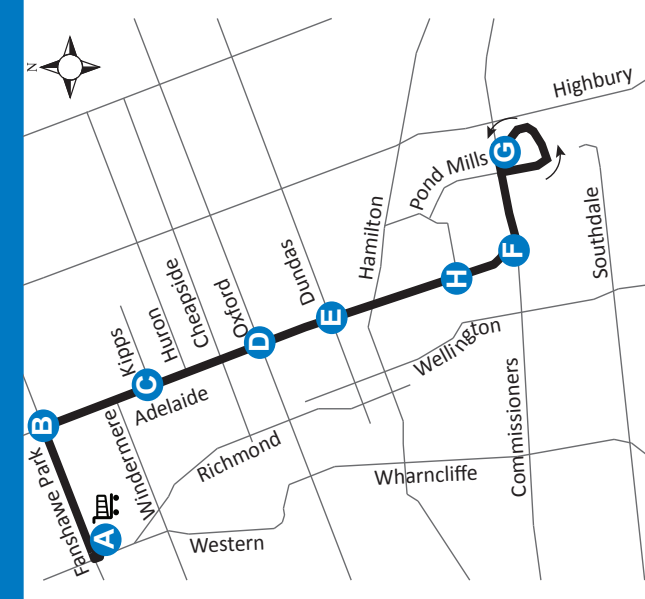 N
Highbury
G
Pond Mills
Southdale
Hamilton
F
H
Dundas
E
Cheapside
Oxford
Huron
Kipps
D
C
Wellington
B
Adelaide
Commissioners
Windermere
Richmond
Fanshawe Park
Wharncliffe
A
Western